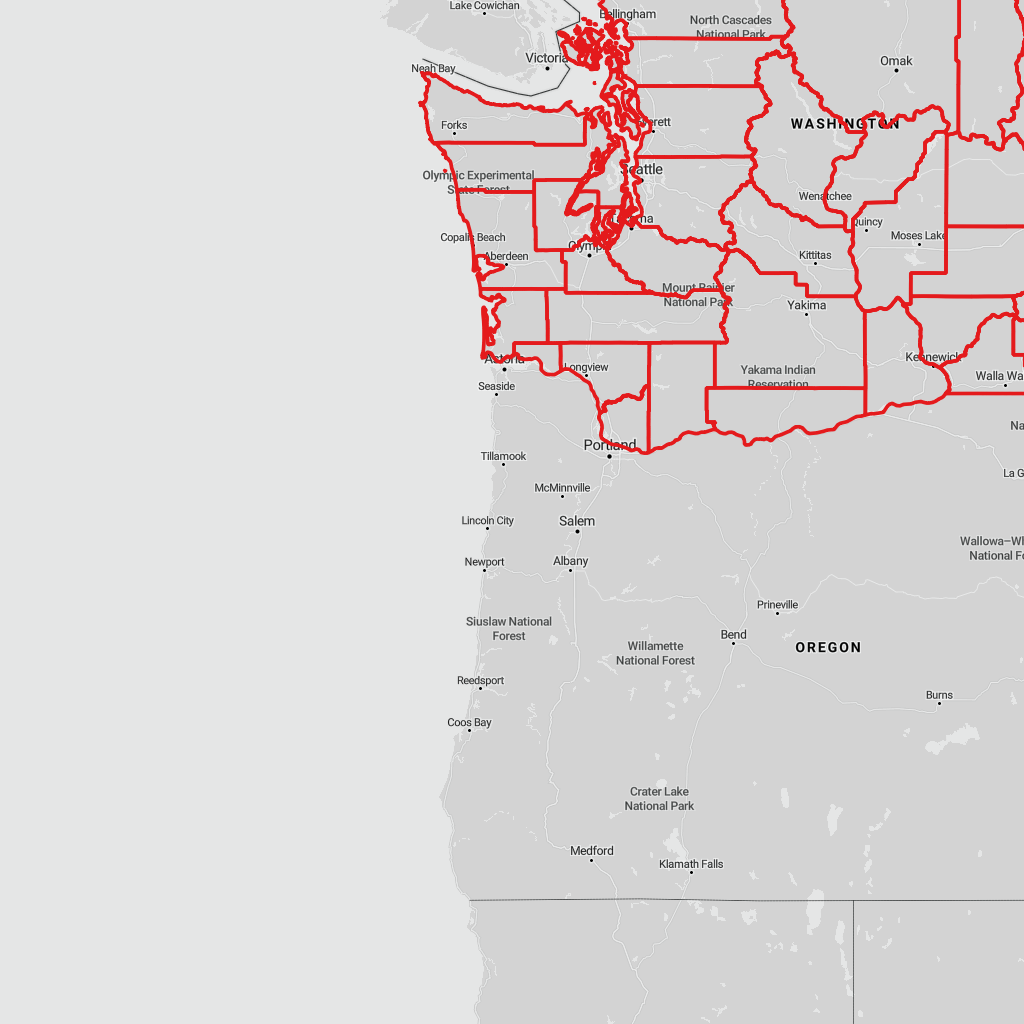 Lake Cowichan
Bellingham
North Cascades
National Park
Victoria
Omak
Neah Bay
Forks
WASHINGTON
Seattle
Olympic Experimental
State Forest
Wenatchee
Quincy
Copalis Beach
Moses Lake
Aberdeen
Kittitas
Mount Rainier
National Park
Yakima
Astoria
Kennewick
Longview
Yakama Indian
Reservation
Walla Wa
Seaside
Na
Portland
Tillamook
La G
McMinnville
Lincoln City
Salem
Wallowa–Wh
National Fo
Newport
Albany
Prineville
Siuslaw National
Forest
Bend
Willamette
National Forest
OREGON
Reedsport
Burns
Coos Bay
Crater Lake
National Park
Medford
Klamath Falls